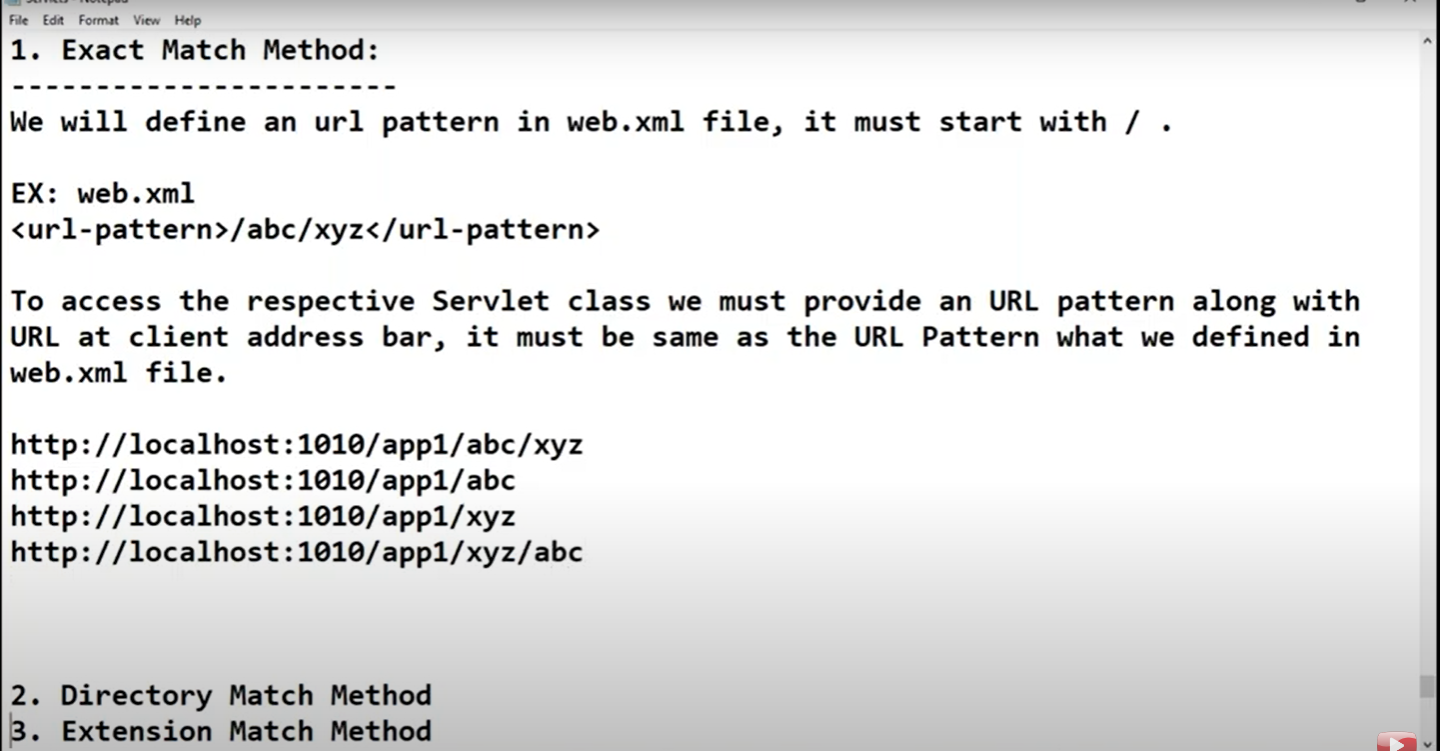 File Edit Format View Help
1. Exact Match Method:
-----------------------
We will define an url pattern in web.xml file, it must start with / .
EX: web.xml
<url-pattern>/abc/xyz</url-pattern>
To access the respective Servlet class we must provide an URL pattern along with
URL at client address bar, it must be same as the URL Pattern what we defined in
web.xml file.
http://localhost:1010/app1/abc/xyz
http://localhost:1010/app1/abc
http://localhost:1010/app1/xyz
http://localhost:1010/app1/xyz/abc
2. Directory Match Method
3. Extension Match Method